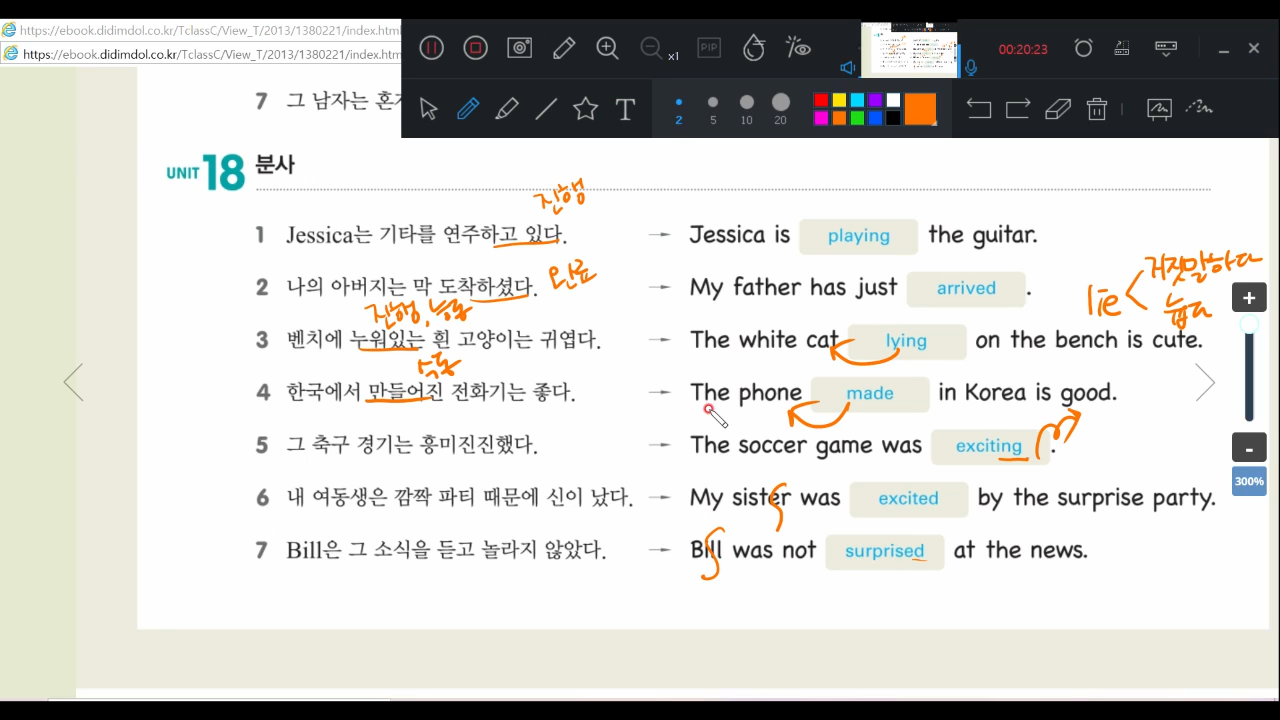 https://ebook.didimdol.co.kr/TclassC/View_T/2013/1380221/index.html
https://ebook.didimdol.co.kr/TclassC/View_T/2013/1380221/index.html
x1
PIP
00:20:23
T
2 5 10 20
7 그 남자는 혼자
UNIT 18 분사
진행
1 Jessica는 기타를 연주하고 있다. → Jessica is playing the guitar.
완료
2 나의 아버지는 막 도착하셨다. → My father has just arrived.
lie 거짓말하다
눕다
진행, 능동
3 벤치에 누워있는 흰 고양이는 귀엽다. → The white cat lying on the bench is cute.
수동
4 한국에서 만들어진 전화기는 좋다. → The phone made in Korea is good.
5 그 축구 경기는 흥미진진했다. → The soccer game was exciting.
6 내 여동생은 깜짝 파티 때문에 신이 났다. → My sister was excited by the surprise party.
7 Bill은 그 소식을 듣고 놀라지 않았다. → Bill was not surprised at the news.
+
-
300%